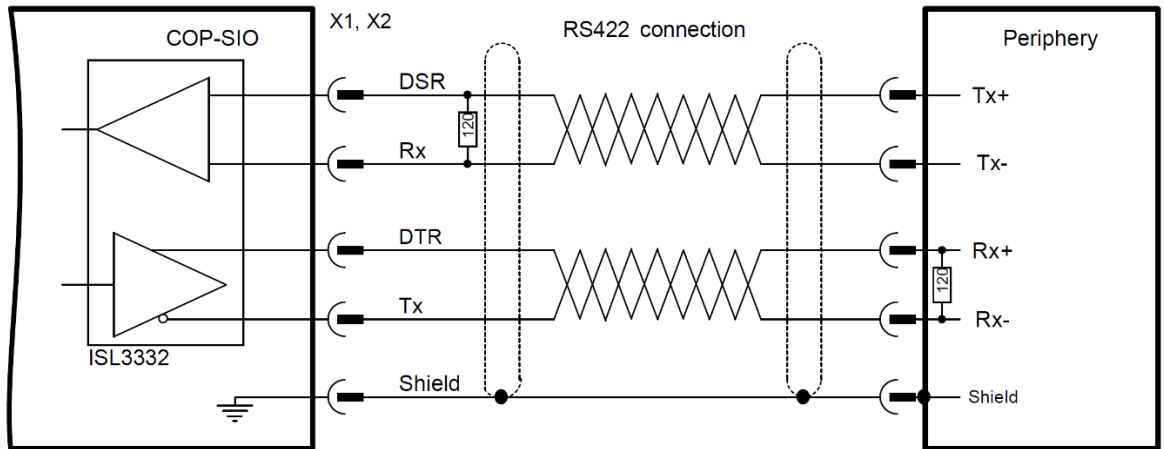 X1, X2
COP-SIO
RS422 connection
Periphery
DSR
Tx+
120
Rx
Tx-
DTR
Rx+
120
Tx
Rx-
ISL3332
Shield
Shield